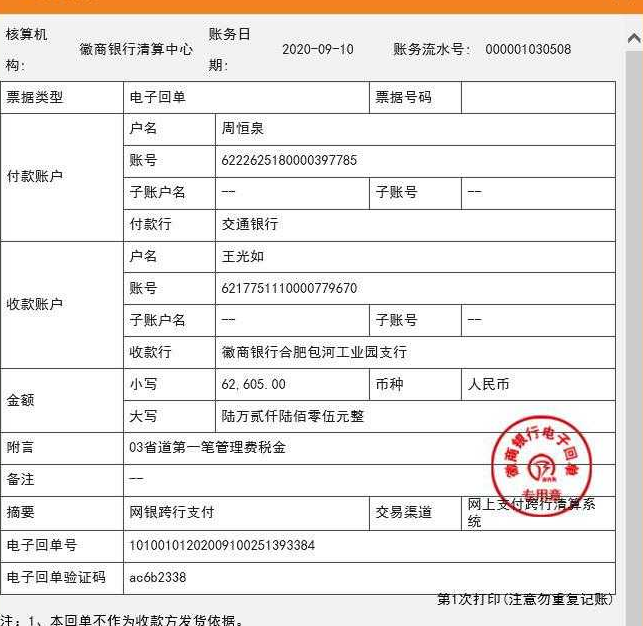 核算机构： 徽商银行清算中心 账务日期： 2020-09-10 账务流水号： 000001030508
票据类型 电子回单 票据号码
付款账户
户名 周恒泉
账号 6222625180000397785
子账户名 -- 子账号 --
付款行 交通银行
收款账户
户名 王光如
账号 6217751110000779670
子账户名 -- 子账号 --
收款行 徽商银行合肥包河工业园支行
金额
小写 62,605.00 币种 人民币
大写 陆万贰仟陆佰零伍元整
附言 03省道第一笔管理费税金
备注 --
摘要 网银跨行支付 交易渠道 网上支付跨行清算系统
徽商银行电子回单
专用章
电子回单号 10100101202009100251393384
电子回单验证码 ac6b2338
第1次打印(注意勿重复记账)
注：1、本回单不作为收款方发货依据。